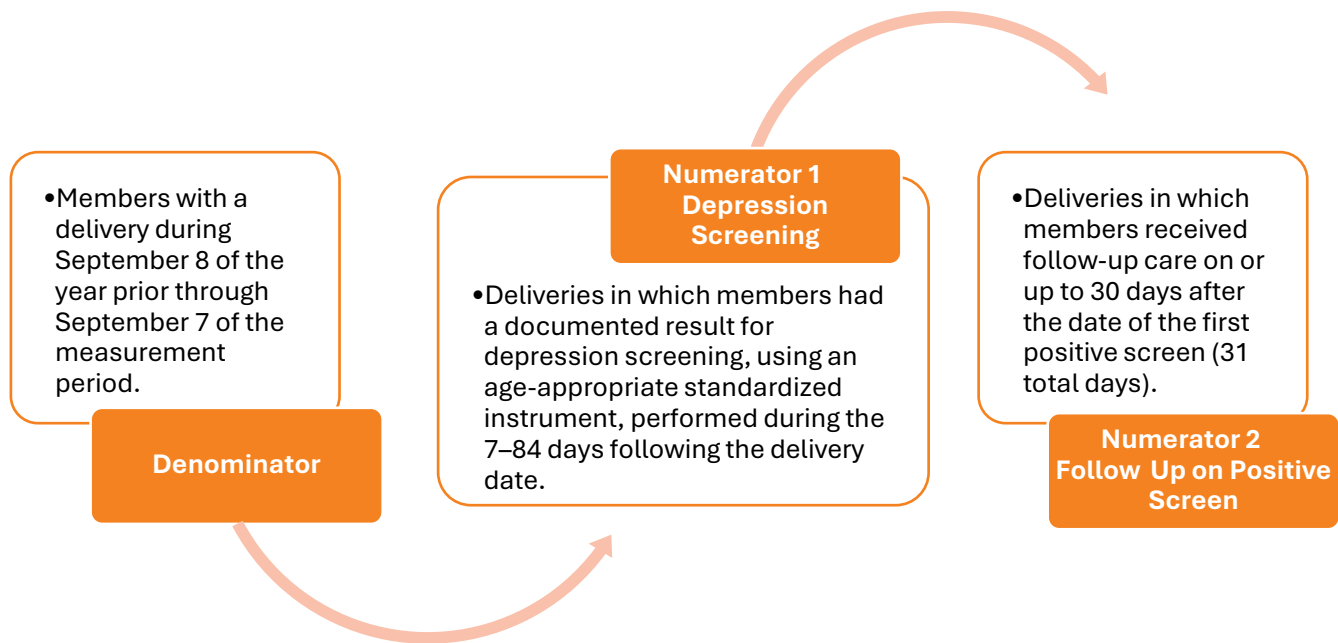 •Members with a
delivery during
September 8 of the
year prior through
September 7 of the
measurement
period.
Denominator
Numerator 1
Depression
Screening
•Deliveries in which members had
a documented result for
depression screening, using an
age-appropriate standardized
instrument, performed during the
7–84 days following the delivery
date.
•Deliveries in which
members received
follow-up care on or
up to 30 days after
the date of the first
positive screen (31
total days).
Numerator 2
Follow Up on Positive
Screen